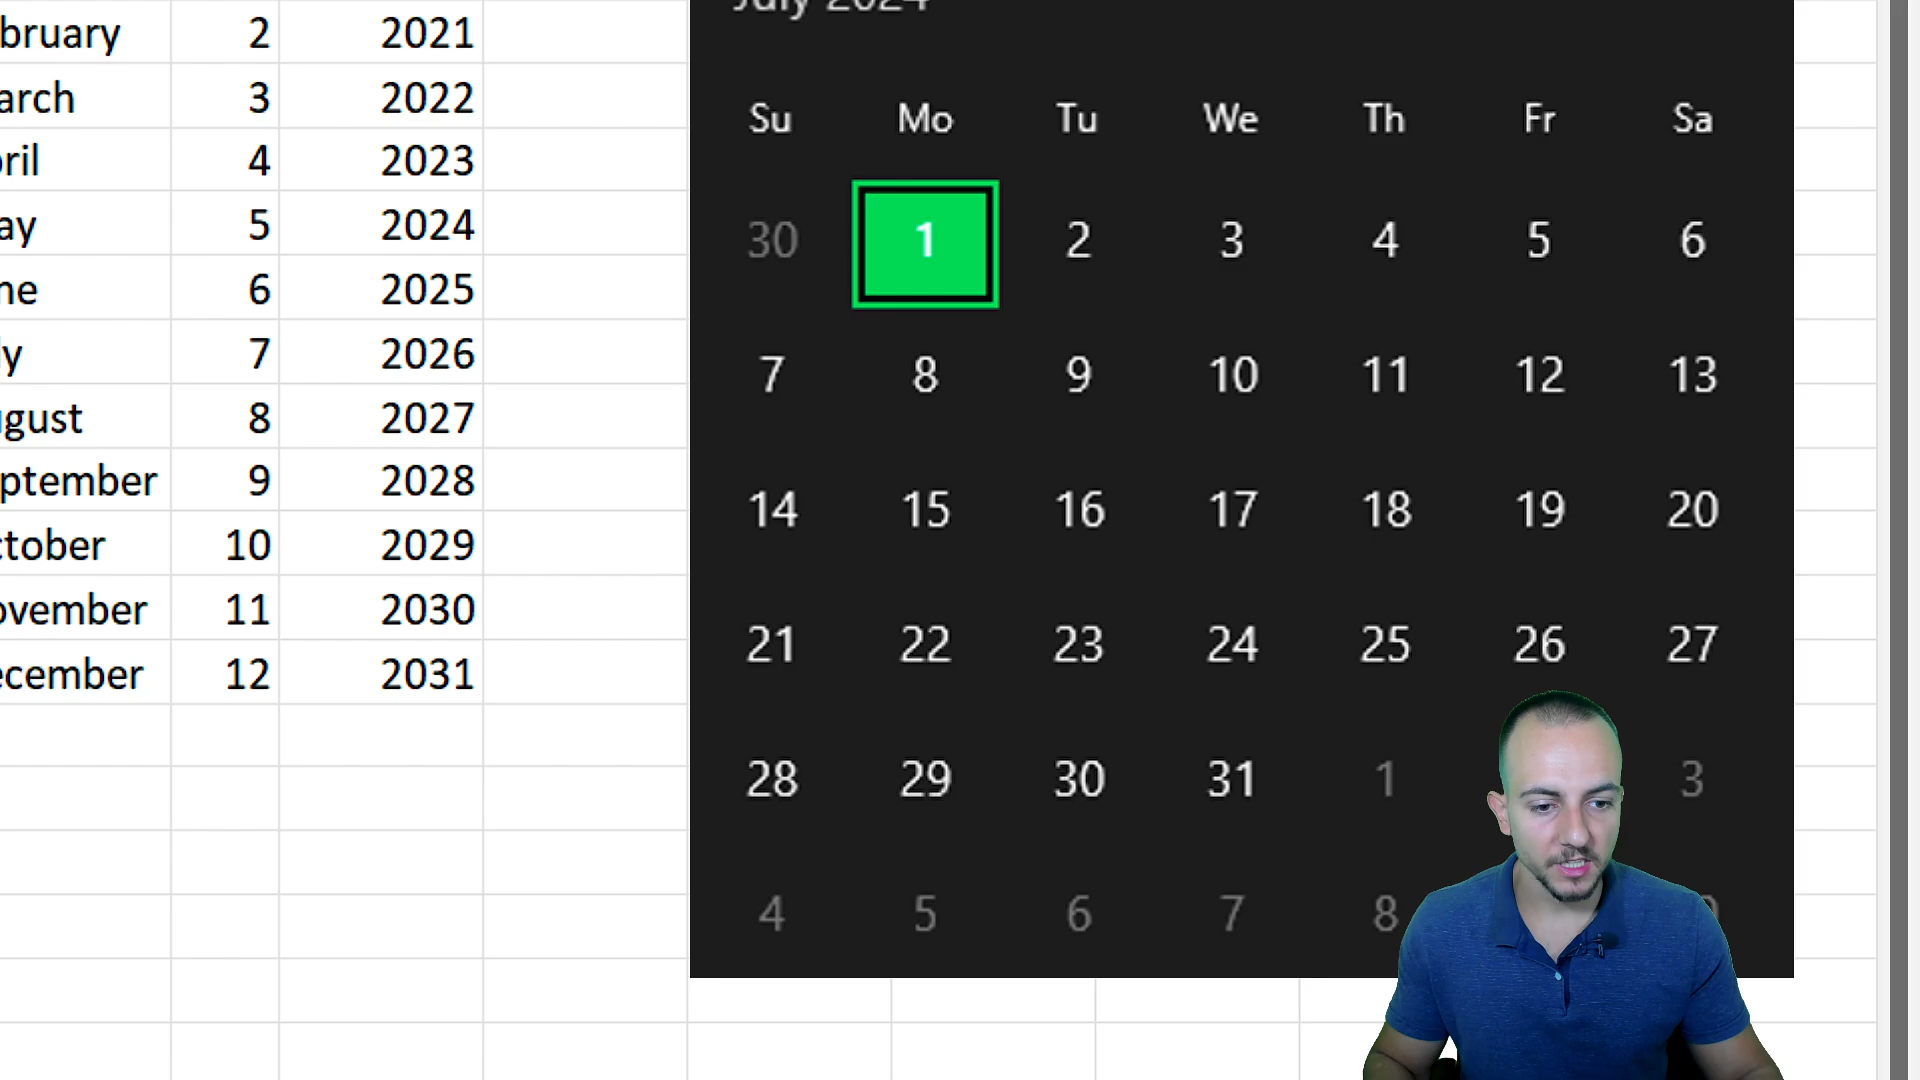 bruary 2 2021
arch 3 2022
ril 4 2023
ay 5 2024
ne 6 2025
ly 7 2026
gust 8 2027
ptember 9 2028
ctober 10 2029
ovember 11 2030
ecember 12 2031
July 2024
Su Mo Tu We Th Fr Sa
30 1 2 3 4 5 6
7 8 9 10 11 12 13
14 15 16 17 18 19 20
21 22 23 24 25 26 27
28 29 30 31 1 3
4 5 6 7 8